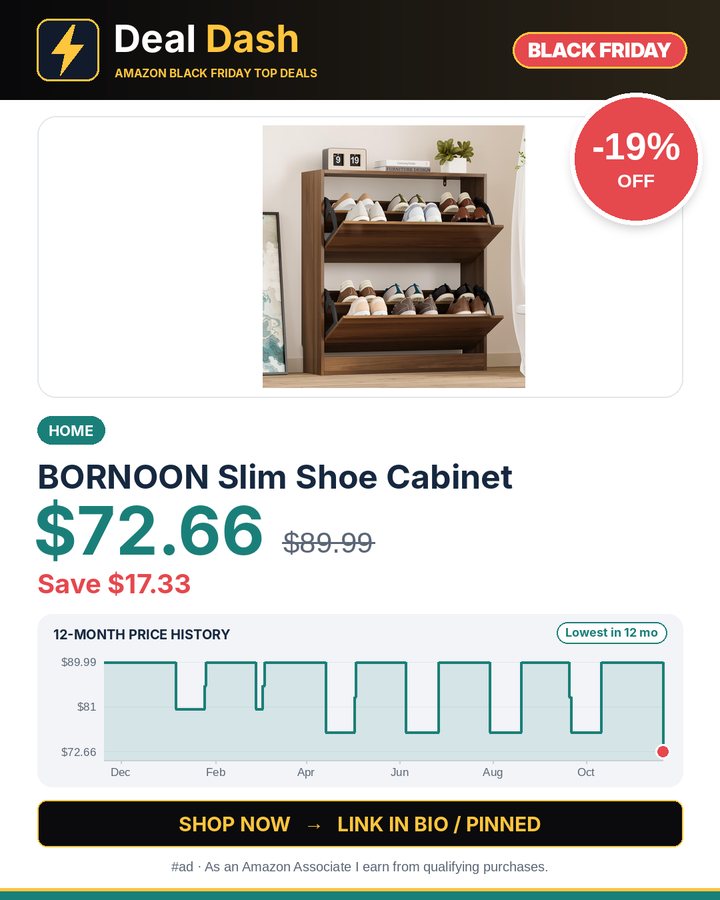 Deal Dash
AMAZON BLACK FRIDAY TOP DEALS
BLACK FRIDAY
-19%
OFF
9 19
FURNITURE DESIGN
HOME
BORNOON Slim Shoe Cabinet
$72.66 $89.99
Save $17.33
12-MONTH PRICE HISTORY
Lowest in 12 mo
$89.99
$81
$72.66
Dec Feb Apr Jun Aug Oct
SHOP NOW → LINK IN BIO / PINNED
#ad · As an Amazon Associate I earn from qualifying purchases.